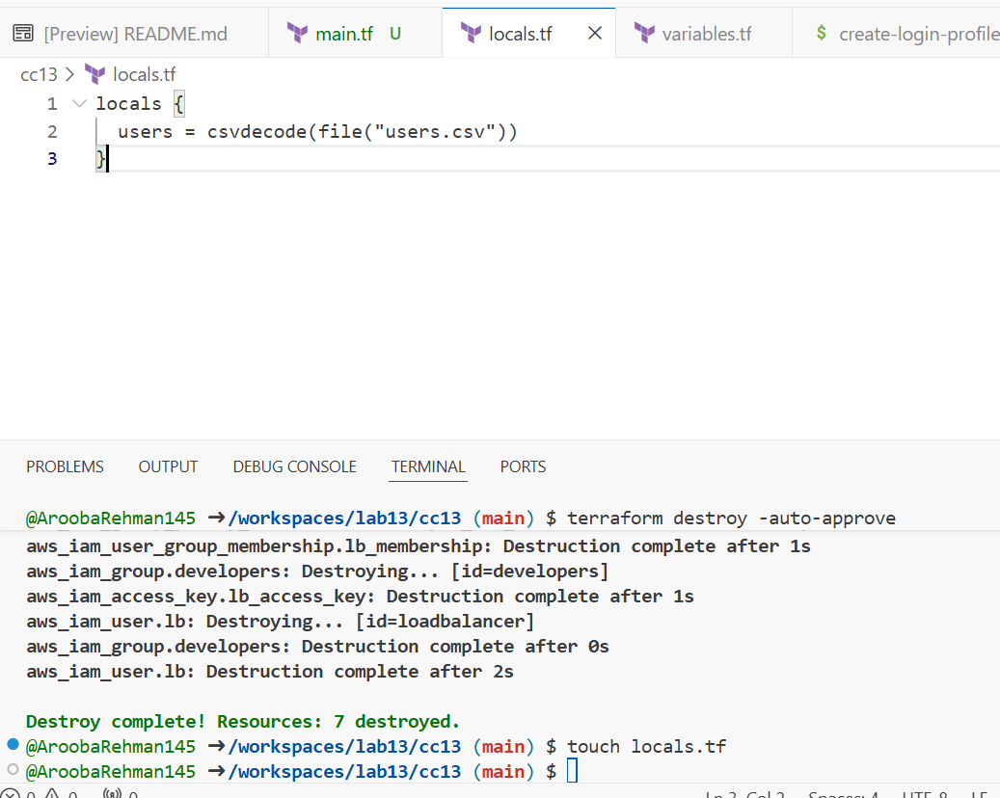 [Preview] README.md
main.tf U
locals.tf
variables.tf
$ create-login-profile
cc13 > locals.tf
1 locals {
2 users = csvdecode(file("users.csv"))
3 }
PROBLEMS OUTPUT DEBUG CONSOLE TERMINAL PORTS
@AroobaRehman145 ➜/workspaces/lab13/cc13 (main) $ terraform destroy -auto-approve
aws_iam_user_group_membership.lb_membership: Destruction complete after 1s
aws_iam_group.developers: Destroying... [id=developers]
aws_iam_access_key.lb_access_key: Destruction complete after 1s
aws_iam_user.lb: Destroying... [id=loadbalancer]
aws_iam_group.developers: Destruction complete after 0s
aws_iam_user.lb: Destruction complete after 2s
Destroy complete! Resources: 7 destroyed.
@AroobaRehman145 ➜/workspaces/lab13/cc13 (main) $ touch locals.tf
@AroobaRehman145 ➜/workspaces/lab13/cc13 (main) $
0 0 0 Ln 3, Col 2 Spaces: 4 UTF-8 LF